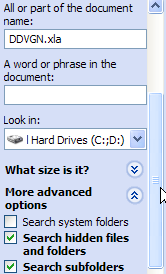 All or part of the document
name:
DDVGN.xla
A word or phrase in the
document:
Look in:
l Hard Drives (C:;D:)
What size is it?
More advanced
options
Search system folders
Search hidden files
and folders
Search subfolders